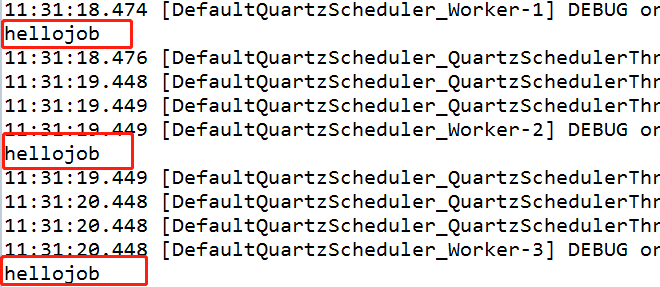 11:31:18.474 [DefaultQuartzScheduler_Worker-1] DEBUG or
hellojob
11:31:18.476 [DefaultQuartzScheduler_QuartzSchedulerThr
11:31:19.448 [DefaultQuartzScheduler_QuartzSchedulerThr
11:31:19.449 [DefaultQuartzScheduler_QuartzSchedulerThr
11:31:19.449 [DefaultQuartzScheduler_Worker-2] DEBUG or
hellojob
11:31:19.449 [DefaultQuartzScheduler_QuartzSchedulerThr
11:31:20.448 [DefaultQuartzScheduler_QuartzSchedulerThr
11:31:20.448 [DefaultQuartzScheduler_QuartzSchedulerThr
11:31:20.448 [DefaultQuartzScheduler_Worker-3] DEBUG or
hellojob